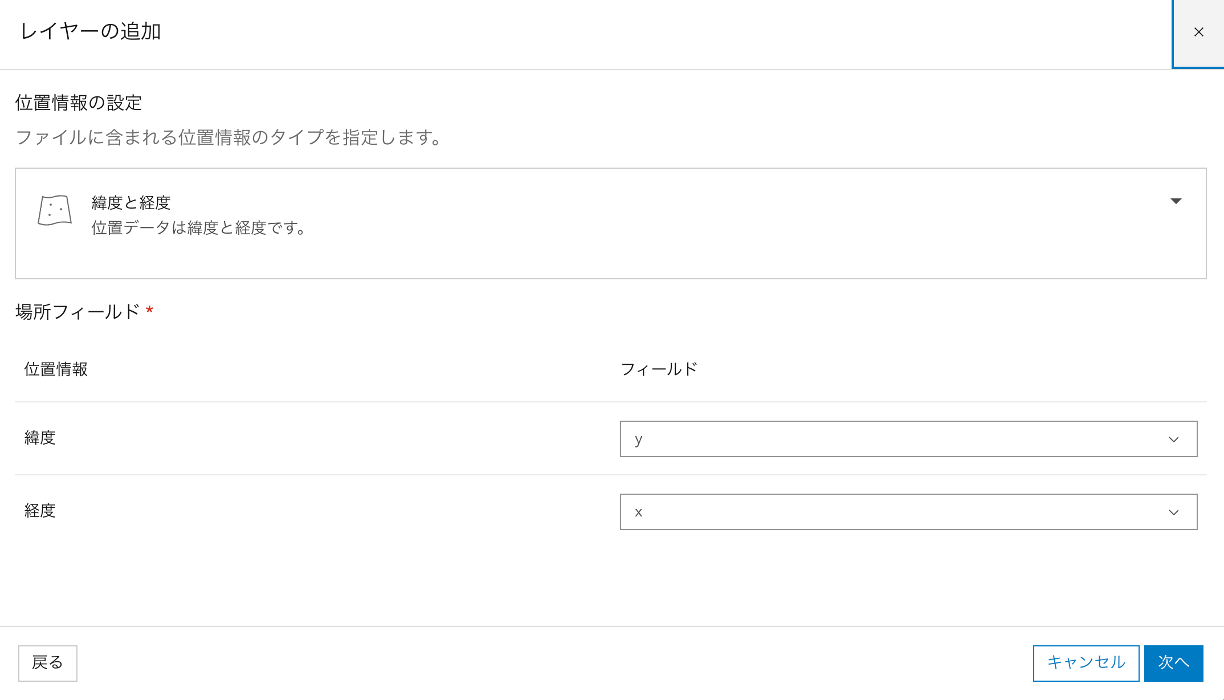 レイヤーの追加
×
位置情報の設定
ファイルに含まれる位置情報のタイプを指定します。
緯度と経度
位置データは緯度と経度です。
場所フィールド *
位置情報 フィールド
緯度 y
経度 x
戻る キャンセル 次へ